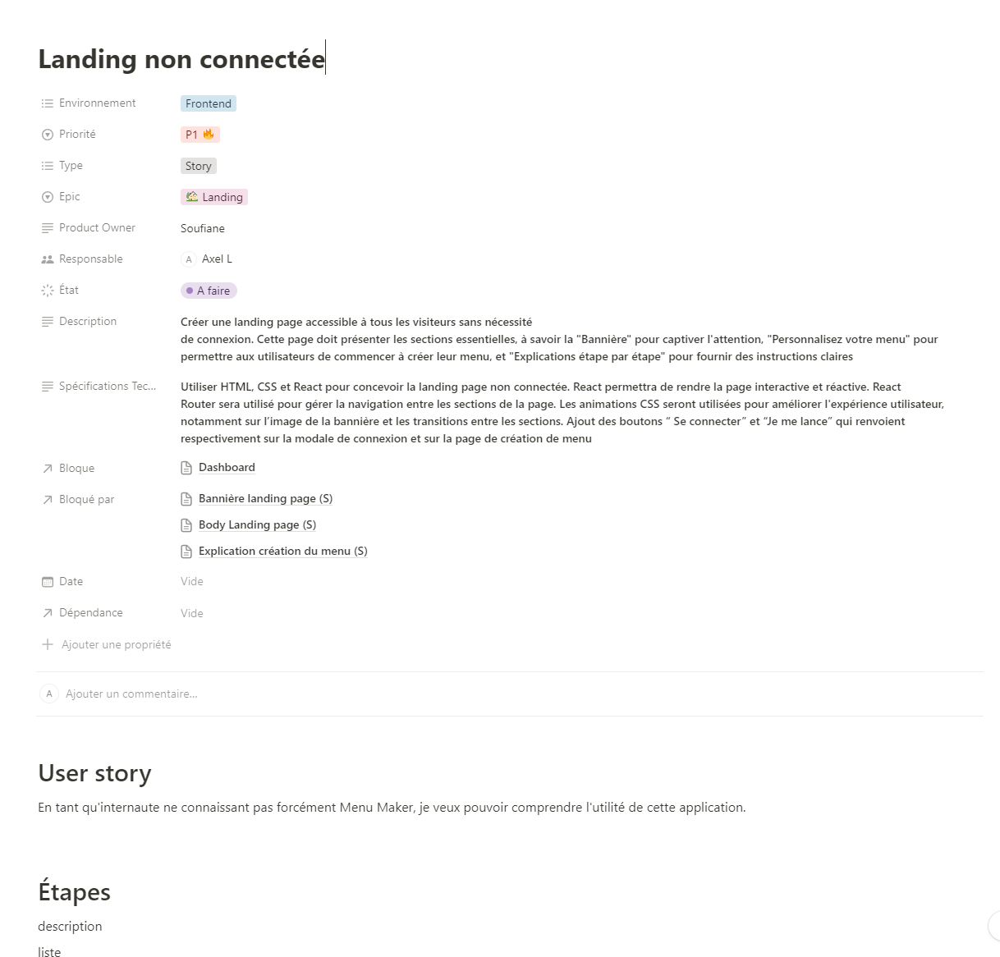 Landing non connectée
Environnement Frontend
Priorité P1 🔥
Type Story
Epic 🏡 Landing
Product Owner Soufiane
Responsable A Axel L
État A faire
Description Créer une landing page accessible à tous les visiteurs sans nécessité
de connexion. Cette page doit présenter les sections essentielles, à savoir la "Bannière" pour captiver l'attention, "Personnalisez votre menu" pour
permettre aux utilisateurs de commencer à créer leur menu, et "Explications étape par étape" pour fournir des instructions claires
Spécifications Tec... Utiliser HTML, CSS et React pour concevoir la landing page non connectée. React permettra de rendre la page interactive et réactive. React
Router sera utilisé pour gérer la navigation entre les sections de la page. Les animations CSS seront utilisées pour améliorer l'expérience utilisateur,
notamment sur l’image de la bannière et les transitions entre les sections. Ajout des boutons “ Se connecter” et “Je me lance” qui renvoient
respectivement sur la modale de connexion et sur la page de création de menu
Bloque Dashboard
Bloqué par Bannière landing page (S)
Body Landing page (S)
Explication création du menu (S)
Date Vide
Dépendance Vide
Ajouter une propriété
A Ajouter un commentaire...
User story
En tant qu'internaute ne connaissant pas forcément Menu Maker, je veux pouvoir comprendre l'utilité de cette application.
Étapes
description
liste